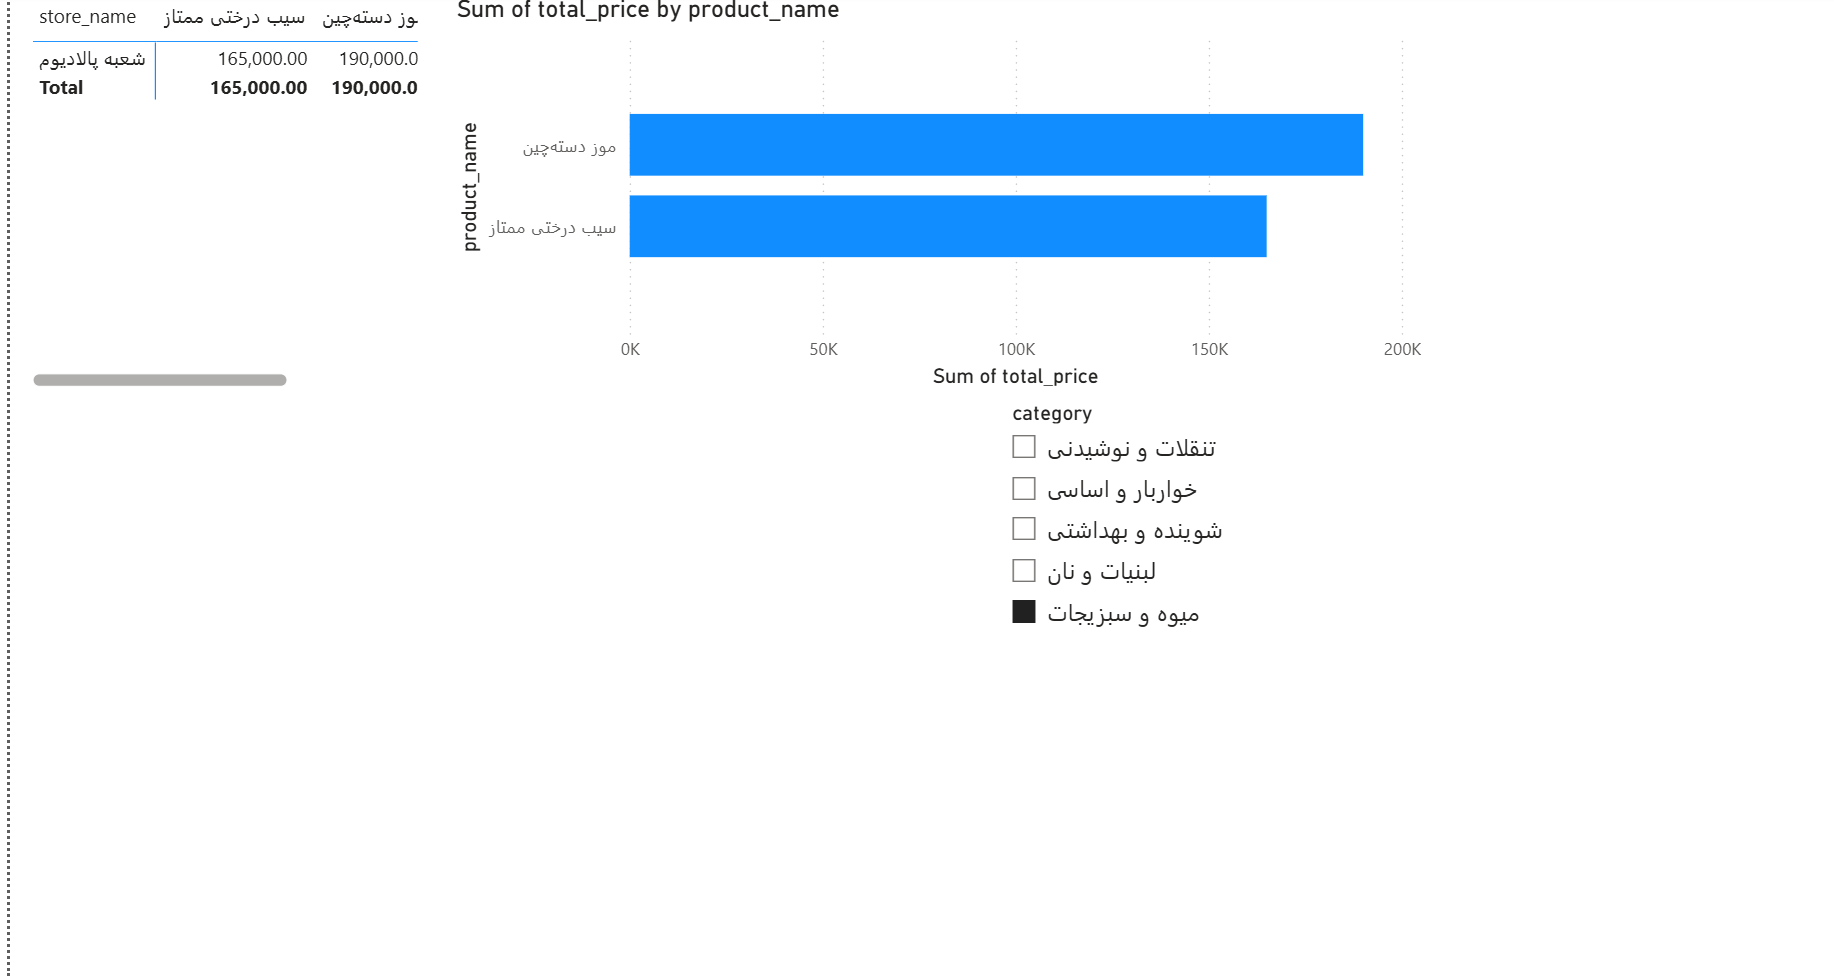 store_name سیب درختی ممتاز موز دسته‌چین
شعبه پالادیوم 165,000.00 190,000.0
Total 165,000.00 190,000.0
Sum of total_price by product_name
product_name
موز دسته‌چین
سیب درختی ممتاز
0K 50K 100K 150K 200K
Sum of total_price
category
تنقلات و نوشیدنی
خواربار و اساسی
شوینده و بهداشتی
لبنیات و نان
میوه و سبزیجات